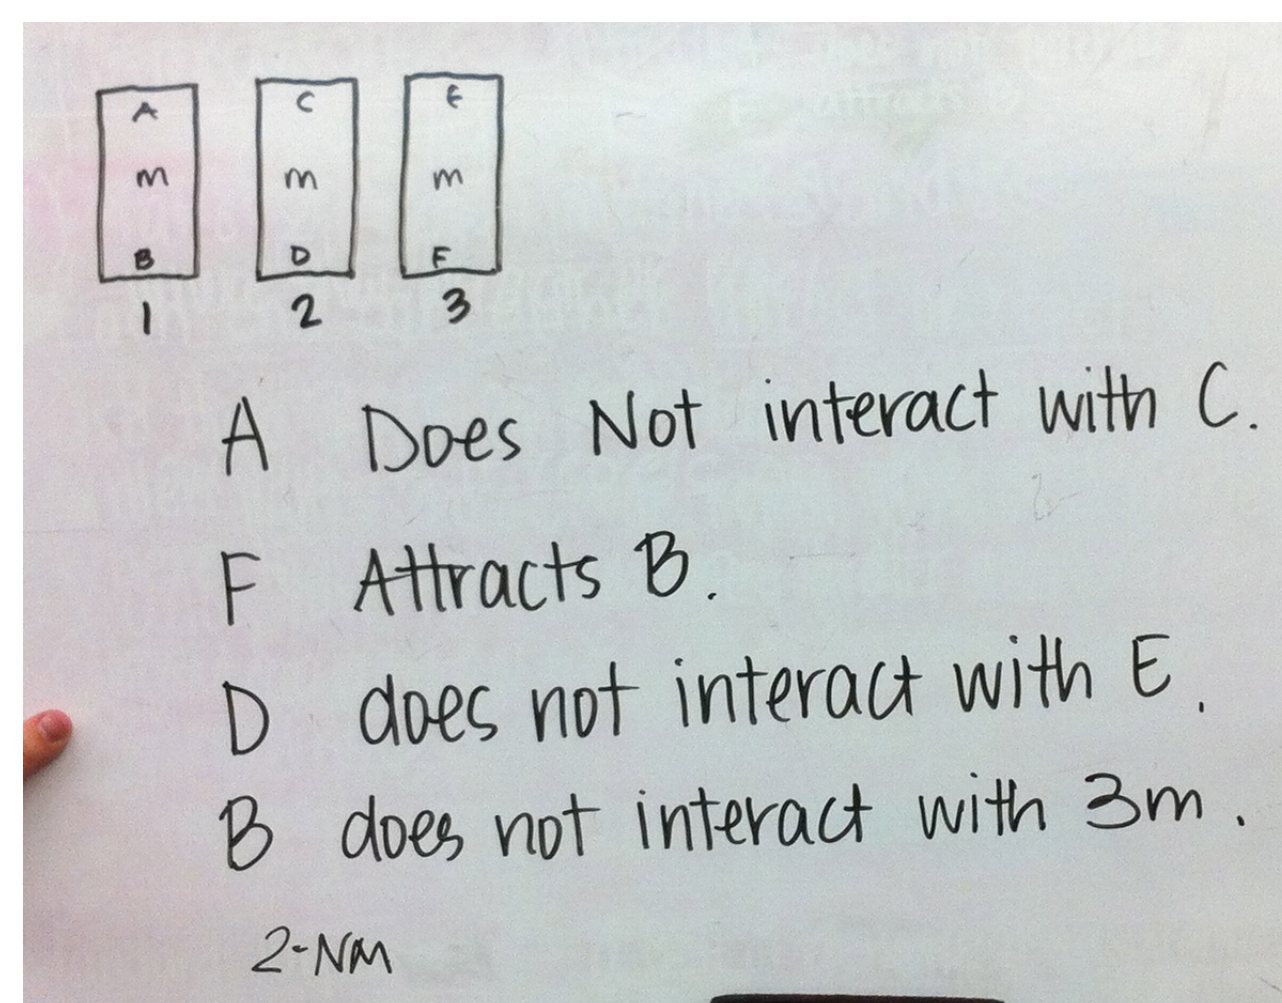 A C E
m m m
B D F
1 2 3
A Does Not interact with C.
F Attracts B.
D does not interact with E.
B does not interact with 3m.
2-NM